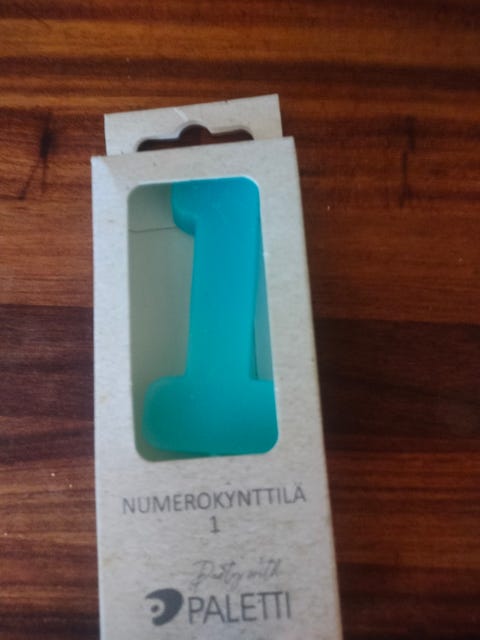 NUMEROKYNTTILÄ
1
Party with
PALETTI